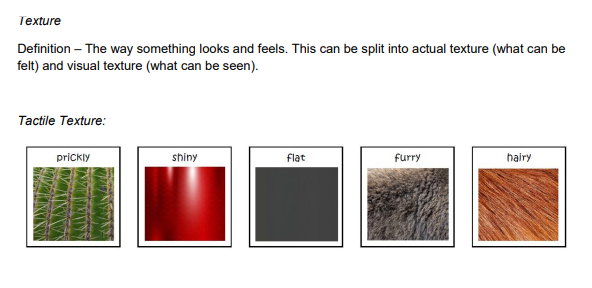 Texture
Definition – The way something looks and feels. This can be split into actual texture (what can be
felt) and visual texture (what can be seen).
Tactile Texture:
prickly shiny flat furry hairy